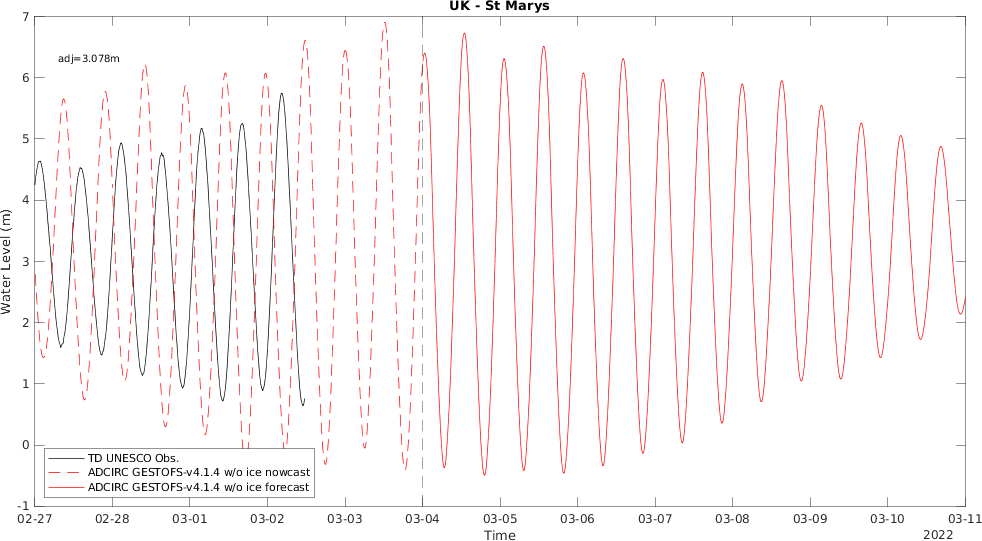 UK - St Marys
adj=3.078m
Water Level (m)
7
6
5
4
3
2
1
0
-1
TD UNESCO Obs.
ADCIRC GESTOFS-v4.1.4 w/o ice nowcast
ADCIRC GESTOFS-v4.1.4 w/o ice forecast
02-27 02-28 03-01 03-02 03-03 03-04 03-05 03-06 03-07 03-08 03-09 03-10 03-11
Time
2022